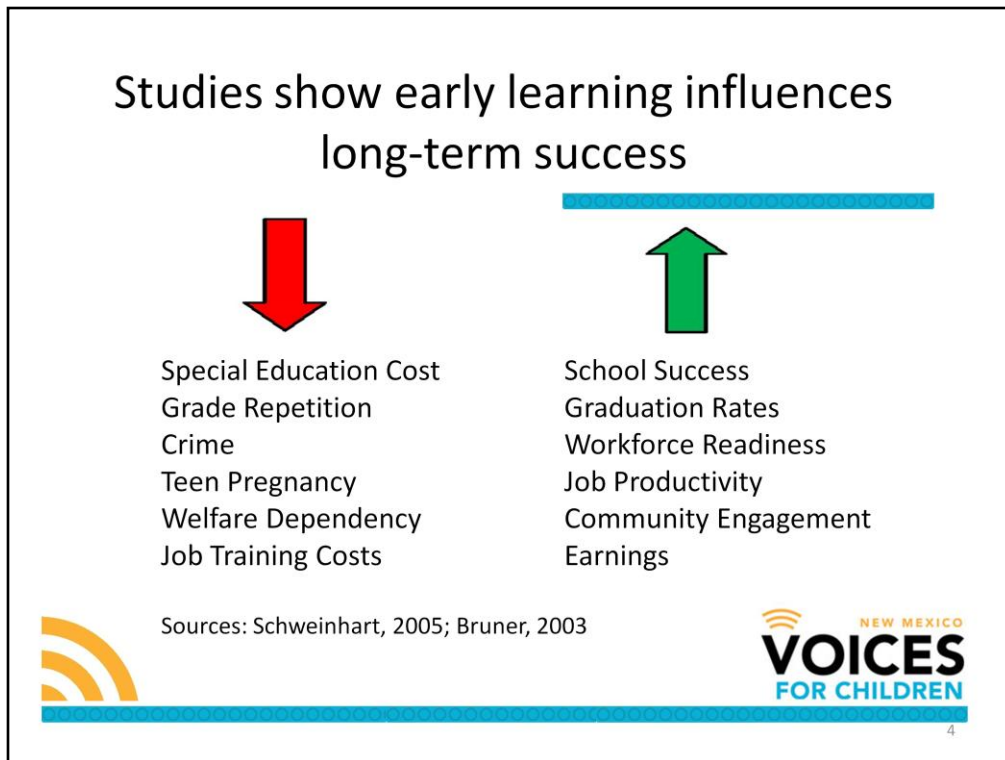 Studies show early learning influences
long-term success
Special Education Cost
Grade Repetition
Crime
Teen Pregnancy
Welfare Dependency
Job Training Costs
School Success
Graduation Rates
Workforce Readiness
Job Productivity
Community Engagement
Earnings
Sources: Schweinhart, 2005; Bruner, 2003
NEW MEXICO
VOICES
FOR CHILDREN
4